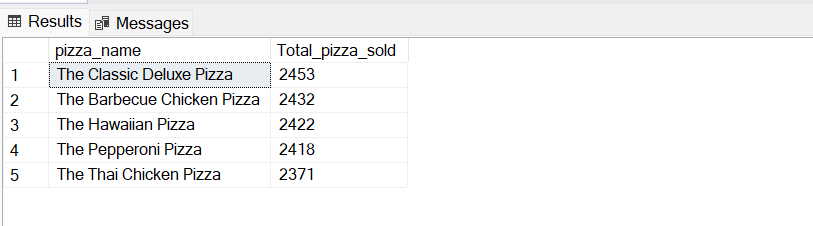 Results Messages
pizza_name Total_pizza_sold
1 The Classic Deluxe Pizza 2453
2 The Barbecue Chicken Pizza 2432
3 The Hawaiian Pizza 2422
4 The Pepperoni Pizza 2418
5 The Thai Chicken Pizza 2371